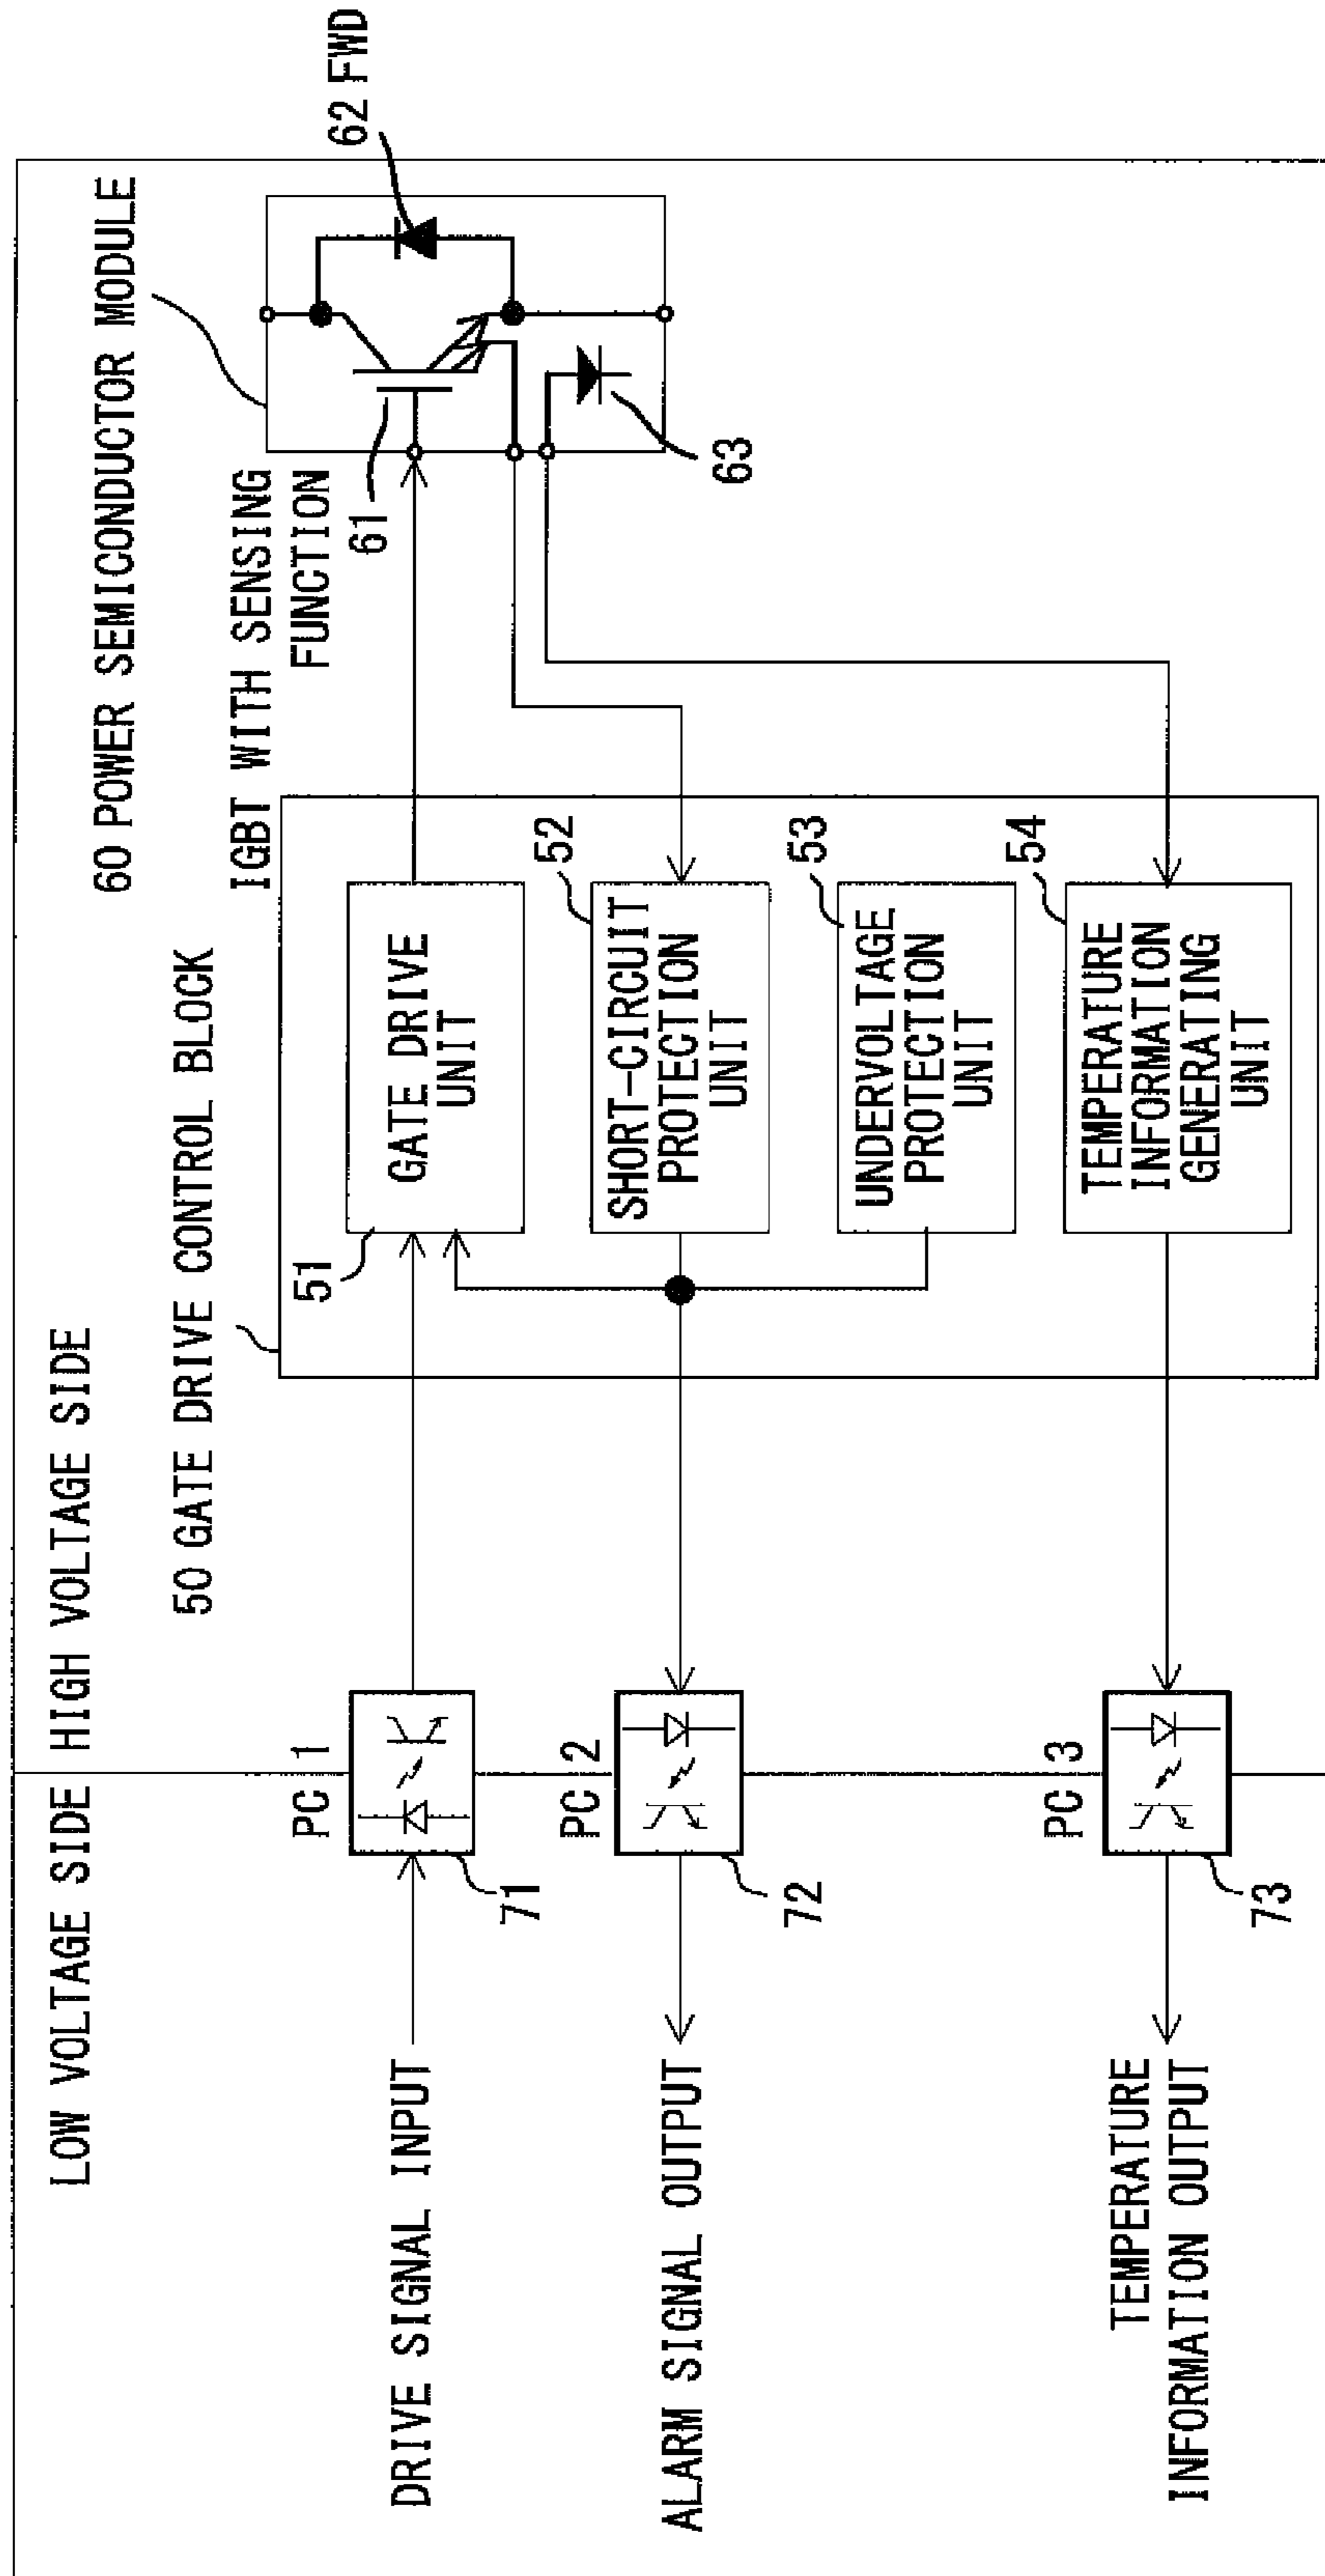 LOW VOLTAGE SIDE
HIGH VOLTAGE SIDE
60 POWER SEMICONDUCTOR MODULE
50 GATE DRIVE CONTROL BLOCK
IGBT WITH SENSING
FUNCTION
62 FWD
61
63
PC 1
71
DRIVE SIGNAL INPUT
51
GATE DRIVE
UNIT
PC 2
72
ALARM SIGNAL OUTPUT
52
SHORT-CIRCUIT
PROTECTION
UNIT
53
UNDERVOLTAGE
PROTECTION
UNIT
PC 3
73
TEMPERATURE
INFORMATION OUTPUT
54
TEMPERATURE
INFORMATION
GENERATING
UNIT